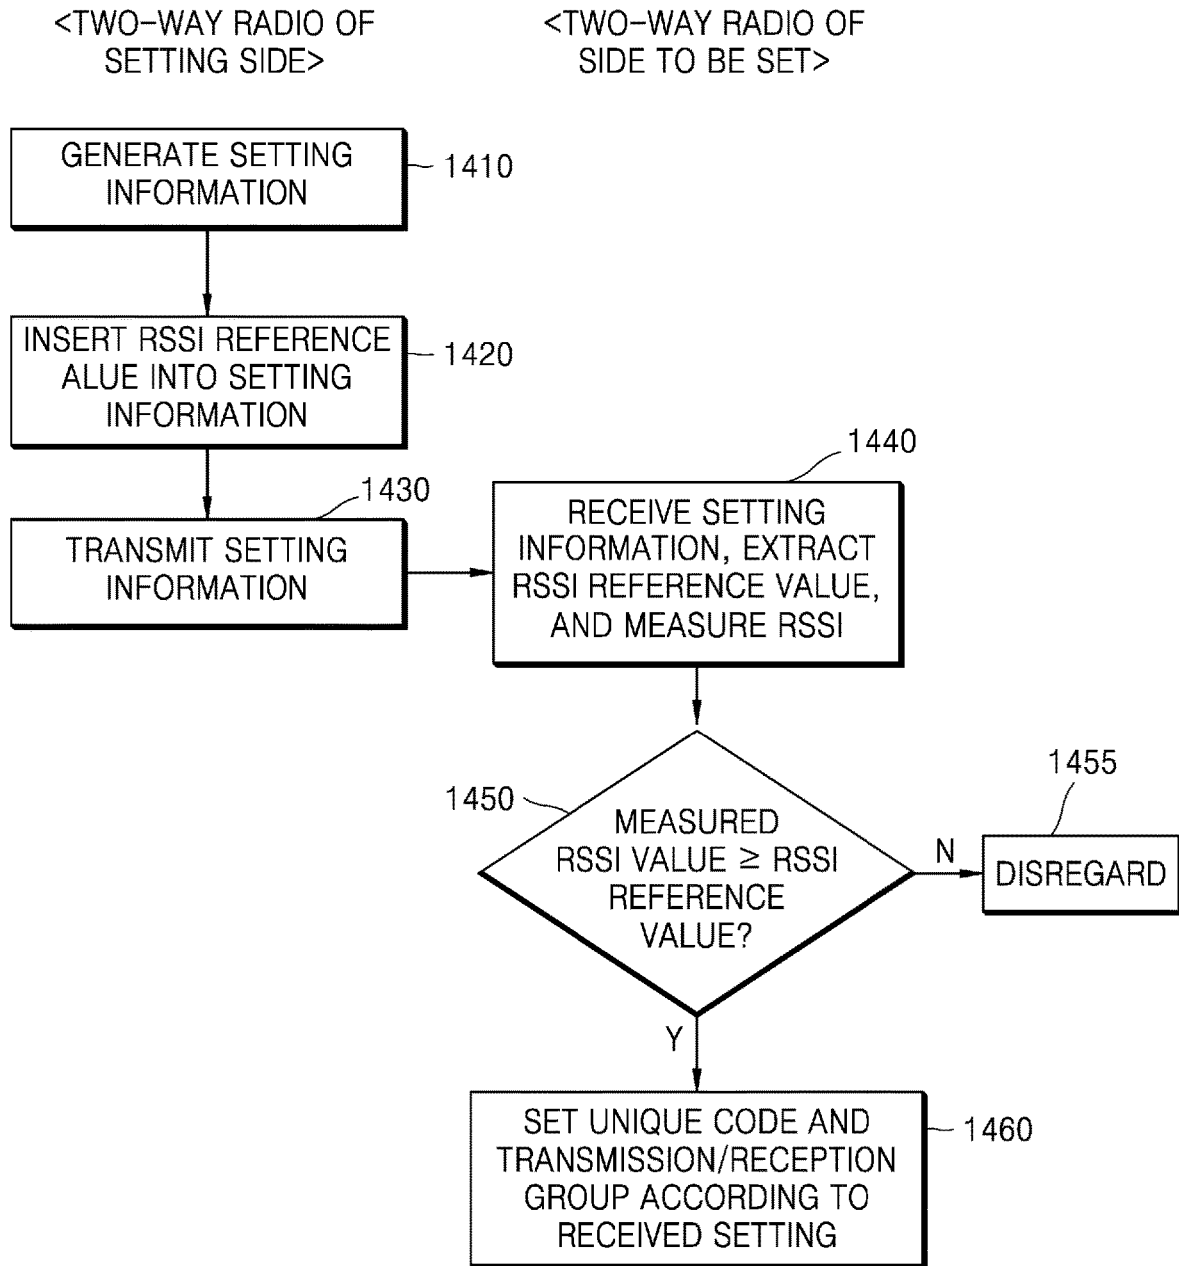 <TWO-WAY RADIO OF
SETTING SIDE>
<TWO-WAY RADIO OF
SIDE TO BE SET>
GENERATE SETTING
INFORMATION
1410
INSERT RSSI REFERENCE
ALUE INTO SETTING
INFORMATION
1420
1430
TRANSMIT SETTING
INFORMATION
1440
RECEIVE SETTING
INFORMATION, EXTRACT
RSSI REFERENCE VALUE,
AND MEASURE RSSI
1450
MEASURED
RSSI VALUE ≥ RSSI
REFERENCE
VALUE?
N
1455
DISREGARD
Y
SET UNIQUE CODE AND
TRANSMISSION/RECEPTION
GROUP ACCORDING TO
RECEIVED SETTING
1460